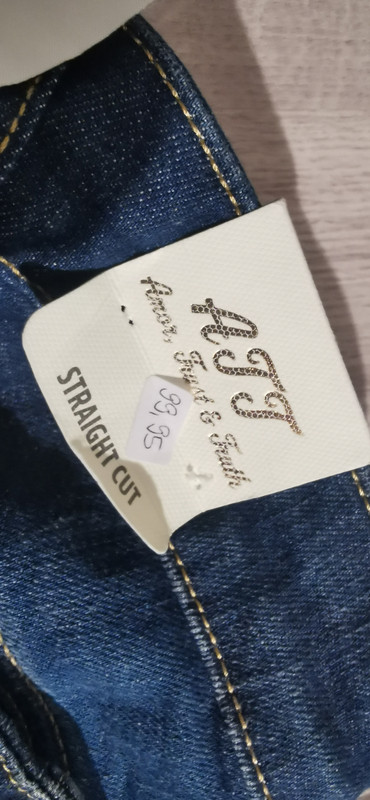 ATT
Amor, Trust & Truth
99,95
STRAIGHT CUT